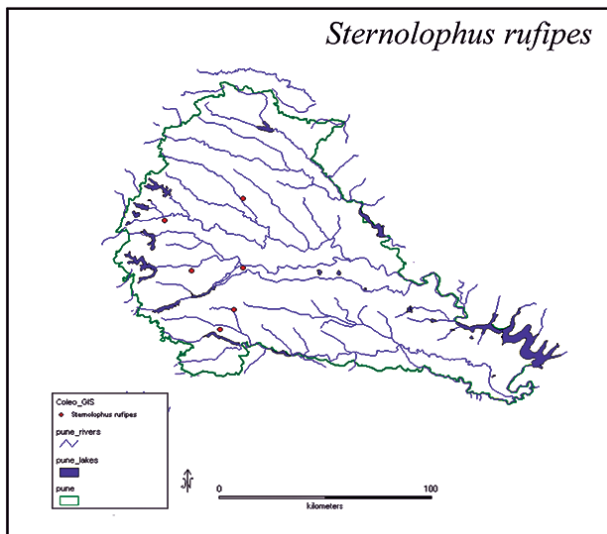 Sternolophus rufipes
Coleo_GIS
Sternolophus rufipes
pune_rivers
pune_lakes
pune
N
0
100
kilometers